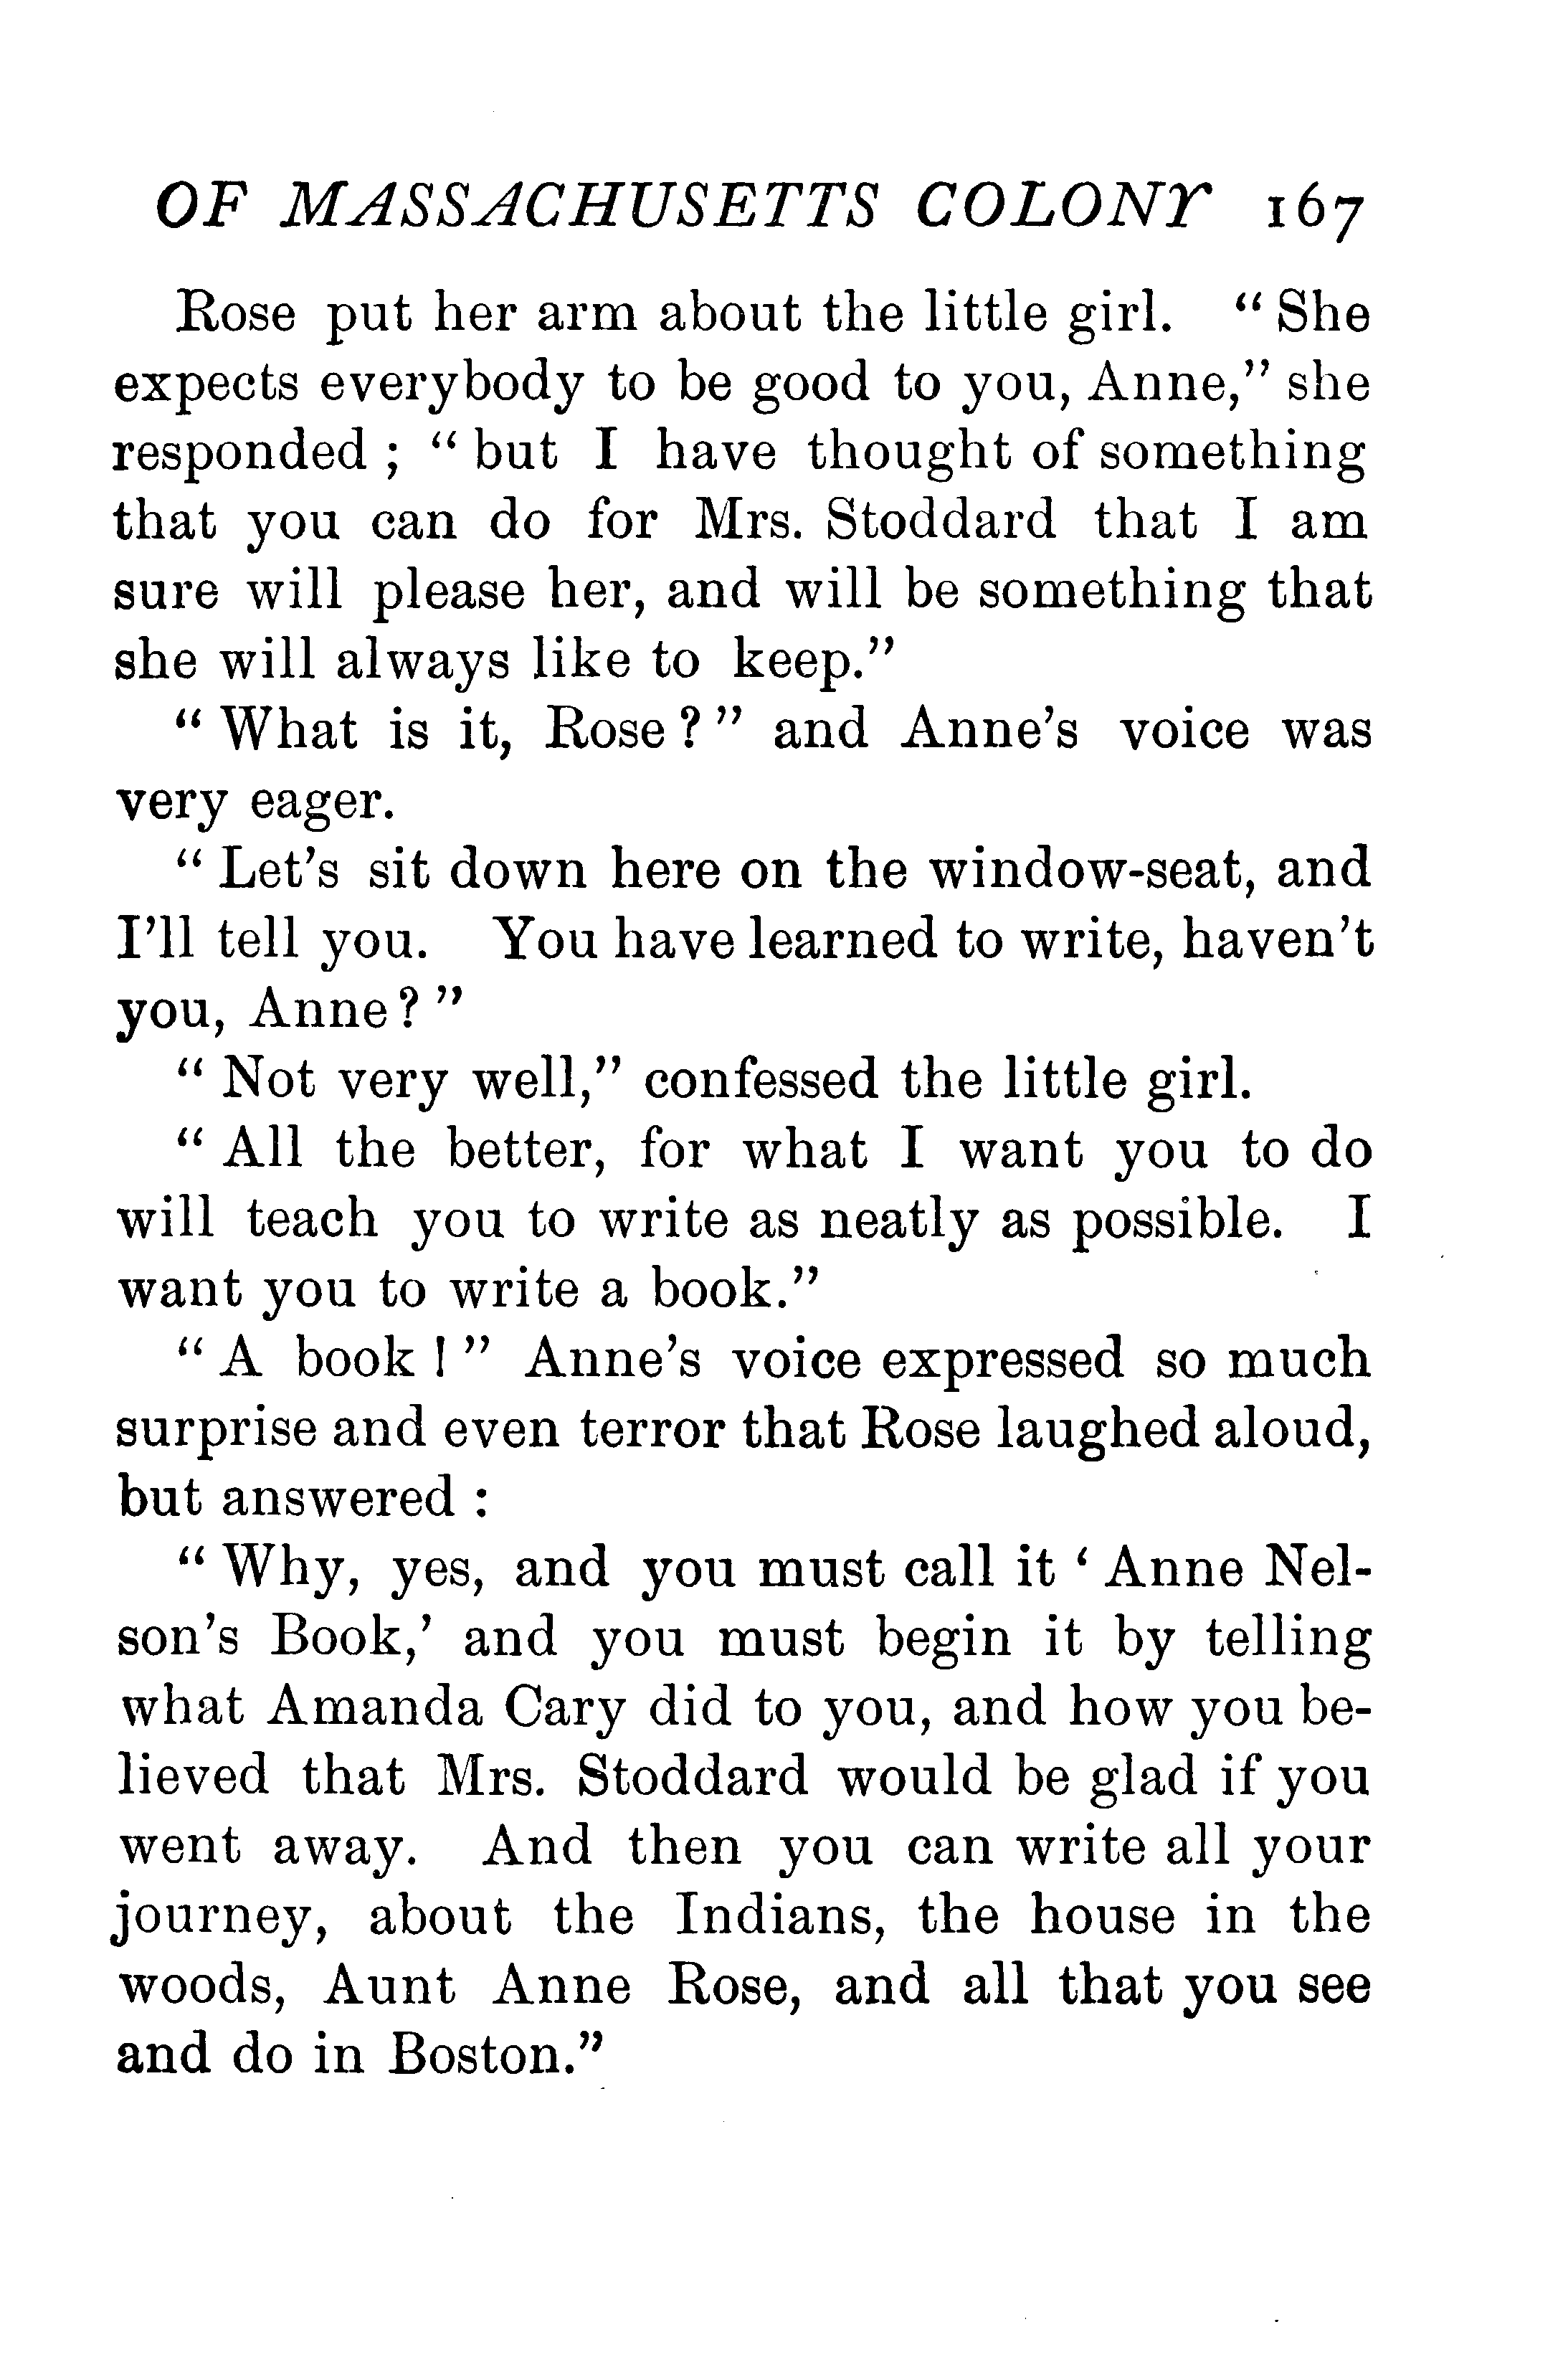 OF MASSACHUSETTS COLONY 167
Rose put her arm about the little girl. “ She
expects everybody to be good to you, Anne,” she
responded ; “ but I have thought of something
that you can do for Mrs. Stoddard that I am
sure will please her, and will be something that
she will always like to keep.”
“ What is it, Rose ? ” and Anne’s voice was
very eager.
“ Let’s sit down here on the window-seat, and
I’ll tell you. You have learned to write, haven’t
you, Anne ? ”
“ Not very well,” confessed the little girl.
“ All the better, for what I want you to do
will teach you to write as neatly as possible. I
want you to write a book.”
“ A book ! ” Anne’s voice expressed so much
surprise and even terror that Rose laughed aloud,
but answered :
“ Why, yes, and you must call it ‘ Anne Nel-
son’s Book,’ and you must begin it by telling
what Amanda Cary did to you, and how you be-
lieved that Mrs. Stoddard would be glad if you
went away. And then you can write all your
journey, about the Indians, the house in the
woods, Aunt Anne Rose, and all that you see
and do in Boston.”